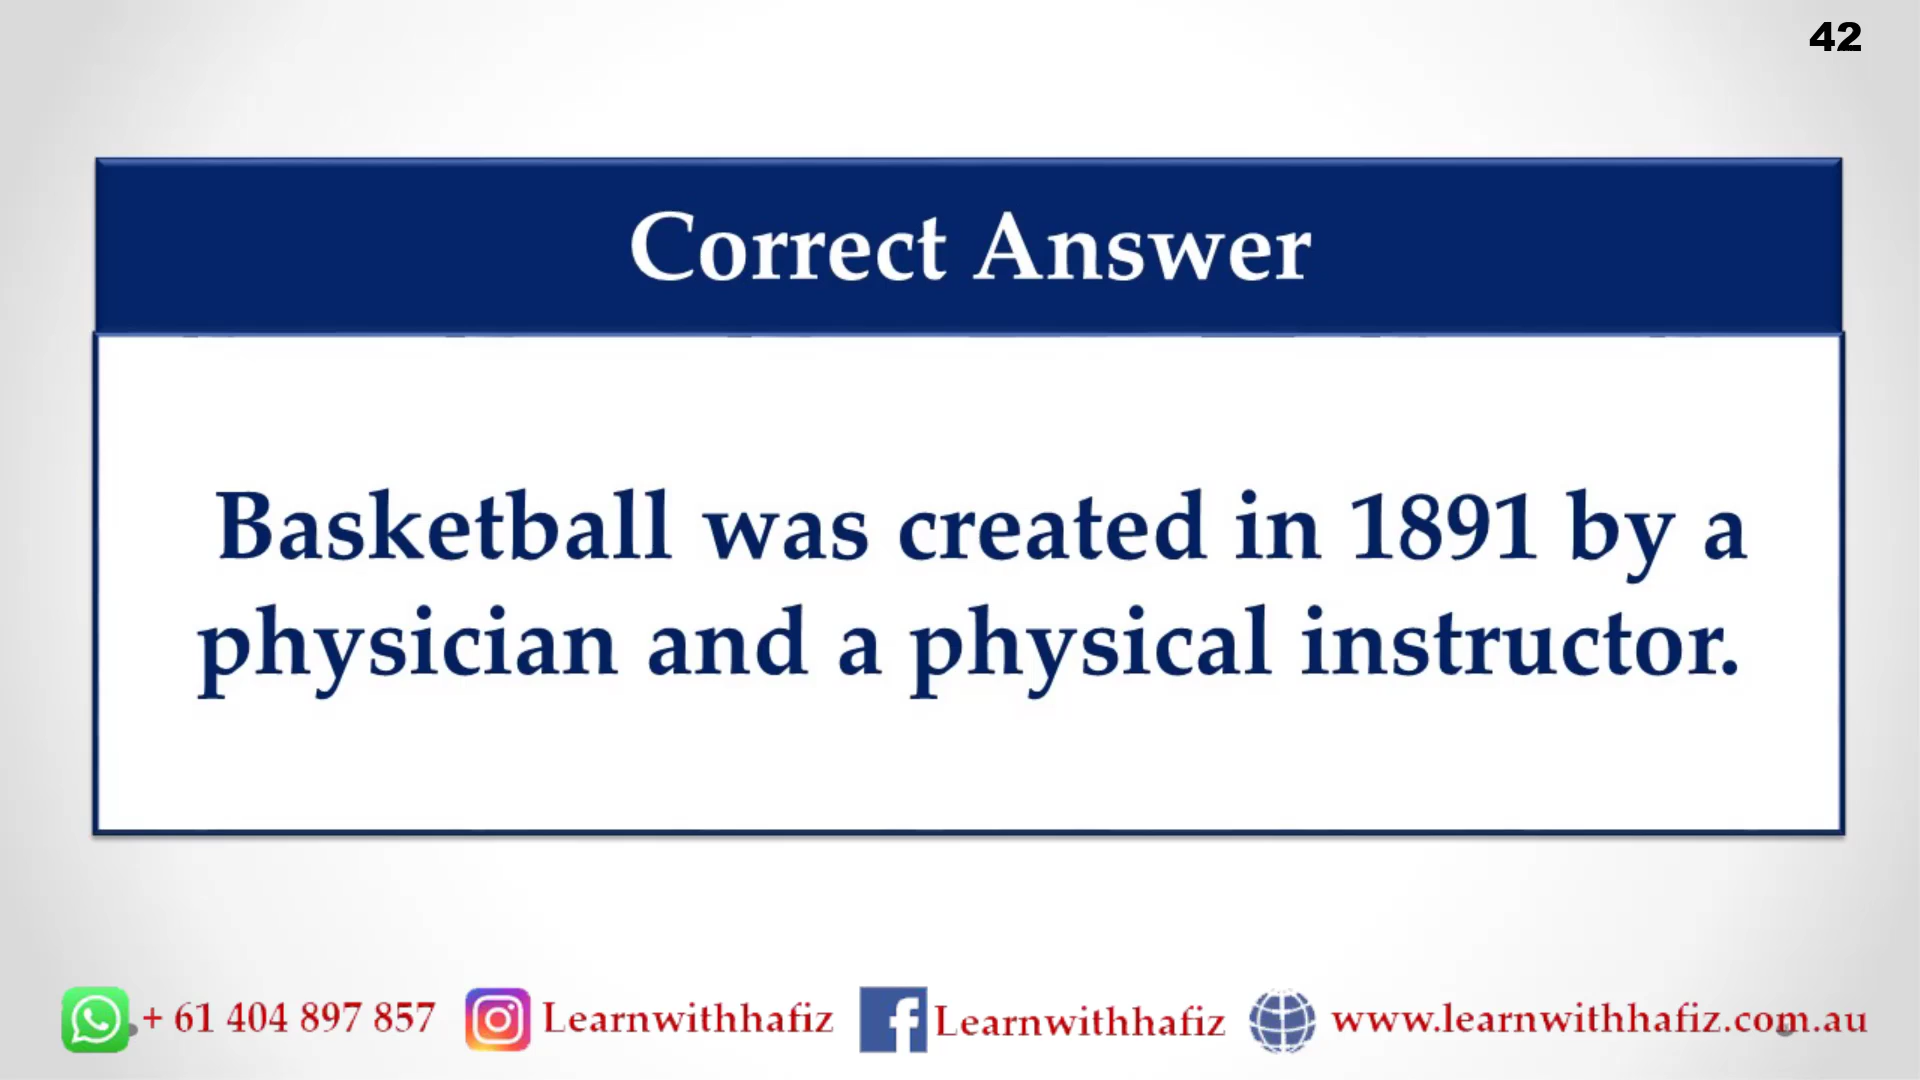 42
Correct Answer
Basketball was created in 1891 by a
physician and a physical instructor.
+ 61 404 897 857 Learnwithhafiz Learnwithhafiz www.learnwithhafiz.com.au